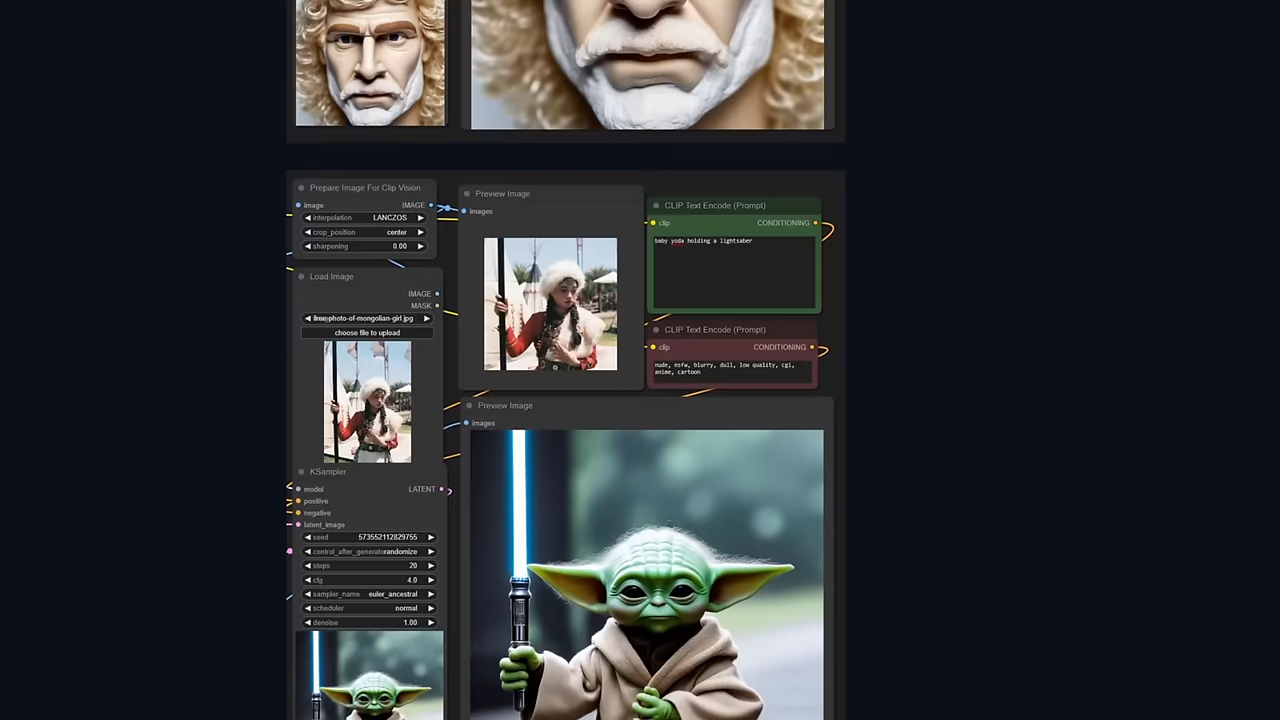 Prepare Image For Clip Vision
image IMAGE
interpolation LANCZOS
crop_position center
sharpening 0.00
Preview Image
images
CLIP Text Encode (Prompt)
clip CONDITIONING
baby yoda holding a lightsaber
Load Image
IMAGE
MASK
free-photo-of-mongolian-girl.jpg
choose file to upload
CLIP Text Encode (Prompt)
clip CONDITIONING
nude, nsfw, blurry, dull, low quality, cgi,
anime, cartoon
Preview Image
images
KSampler
model LATENT
positive
negative
latent_image
seed 573552112829755
control_after_generate randomize
steps 20
cfg 4.0
sampler_name euler_ancestral
scheduler normal
denoise 1.00